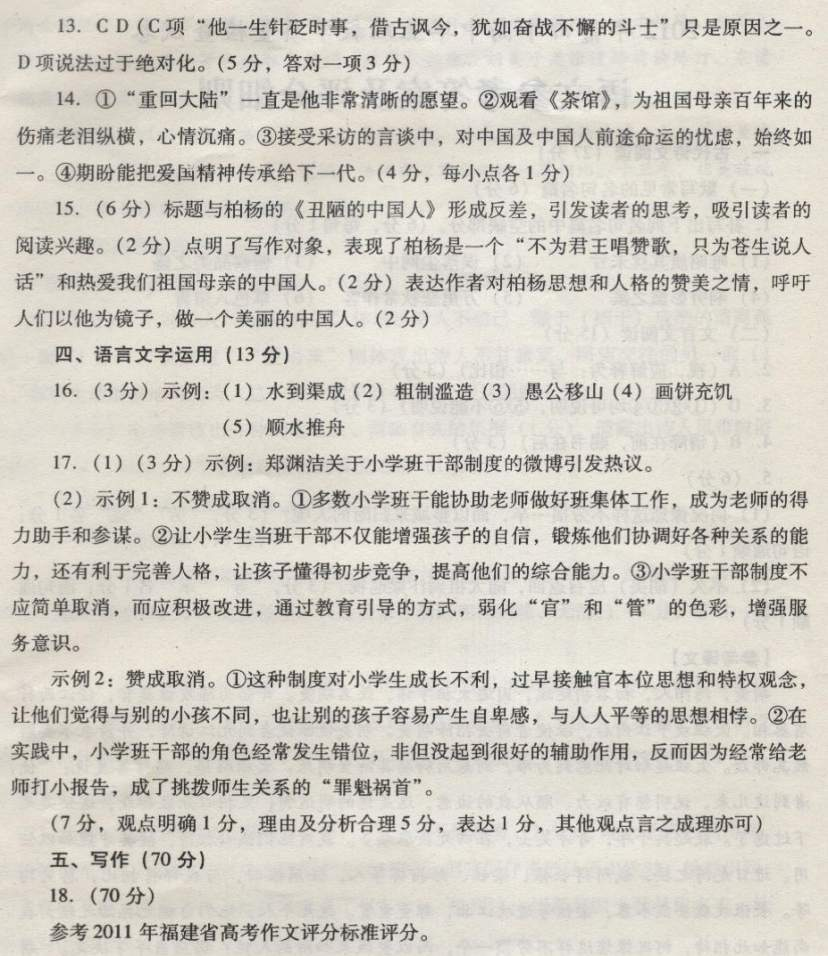 13. C D（C 项“他一生针砭时事，借古讽今，犹如奋战不懈的斗士”只是原因之一。
D 项说法过于绝对化。（5 分，答对一项 3 分）
14. ①“重回大陆”一直是他非常清晰的愿望。②观看《茶馆》，为祖国母亲百年来的
伤痛老泪纵横，心情沉痛。③接受采访的言谈中，对中国及中国人前途命运的忧虑，始终如
一。④期盼能把爱国精神传承给下一代。（4 分，每小点各 1 分）
15.（6 分）标题与柏杨的《丑陋的中国人》形成反差，引发读者的思考，吸引读者的
阅读兴趣。（2 分）点明了写作对象，表现了柏杨是一个“不为君王唱赞歌，只为苍生说人
话”和热爱我们祖国母亲的中国人。（2 分）表达作者对柏杨思想和人格的赞美之情，呼吁
人们以他为镜子，做一个美丽的中国人。（2 分）
四、语言文字运用（13 分）
16.（3 分）示例：（1）水到渠成（2）粗制滥造（3）愚公移山（4）画饼充饥
（5）顺水推舟
17.（1）（3 分）示例：郑渊洁关于小学班干部制度的微博引发热议。
（2）示例 1：不赞成取消。①多数小学班干能协助老师做好班集体工作，成为老师的得
力助手和参谋。②让小学生当班干部不仅能增强孩子的自信，锻炼他们协调好各种关系的能
力，还有利于完善人格，让孩子懂得初步竞争，提高他们的综合能力。③小学班干部制度不
应简单取消，而应积极改进，通过教育引导的方式，弱化“官”和“管”的色彩，增强服
务意识。
示例 2：赞成取消。①这种制度对小学生成长不利，过早接触官本位思想和特权观念，
让他们觉得与别的小孩不同，也让别的孩子容易产生自卑感，与人人平等的思想相悖。②在
实践中，小学班干部的角色经常发生错位，非但没起到很好的辅助作用，反而因为经常给老
师打小报告，成了挑拨师生关系的“罪魁祸首”。
（7 分，观点明确 1 分，理由及分析合理 5 分，表达 1 分，其他观点言之成理亦可）
五、写作（70 分）
18.（70 分）
参考 2011 年福建省高考作文评分标准评分。